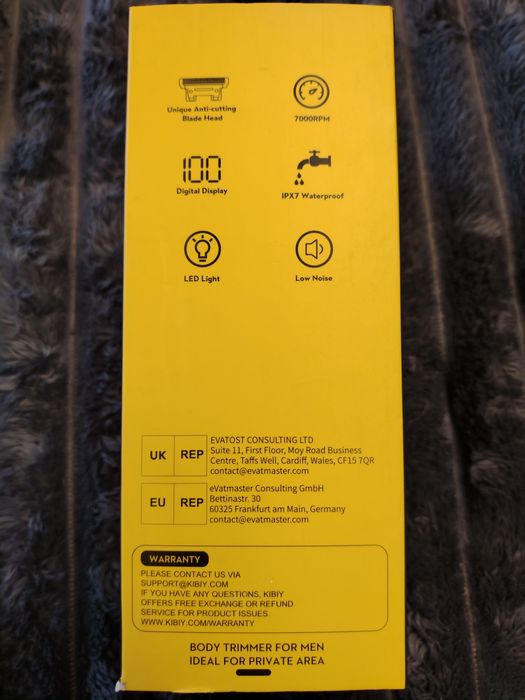 Unique Anti-cutting
Blade Head
7000RPM
100
Digital Display
IPX7 Waterproof
LED Light
Low Noise
UK REP
EVATOST CONSULTING LTD
Suite 11, First Floor, Moy Road Business
Centre, Taffs Well, Cardiff, Wales, CF15 7QR
contact@evatmaster.com
EU REP
eVatmaster Consulting GmbH
Bettinastr. 30
60325 Frankfurt am Main, Germany
contact@evatmaster.com
WARRANTY
PLEASE CONTACT US VIA
SUPPORT@KIBIY.COM
IF YOU HAVE ANY QUESTIONS, KIBIY
OFFERS FREE EXCHANGE OR REFUND
SERVICE FOR PRODUCT ISSUES.
WWW.KIBIY.COM/WARRANTY
BODY TRIMMER FOR MEN
IDEAL FOR PRIVATE AREA